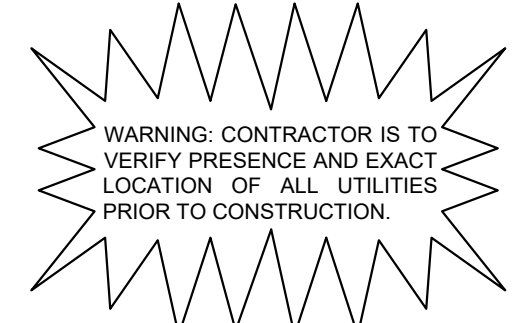 WARNING: CONTRACTOR IS TO
VERIFY PRESENCE AND EXACT
LOCATION OF ALL UTILITIES
PRIOR TO CONSTRUCTION.